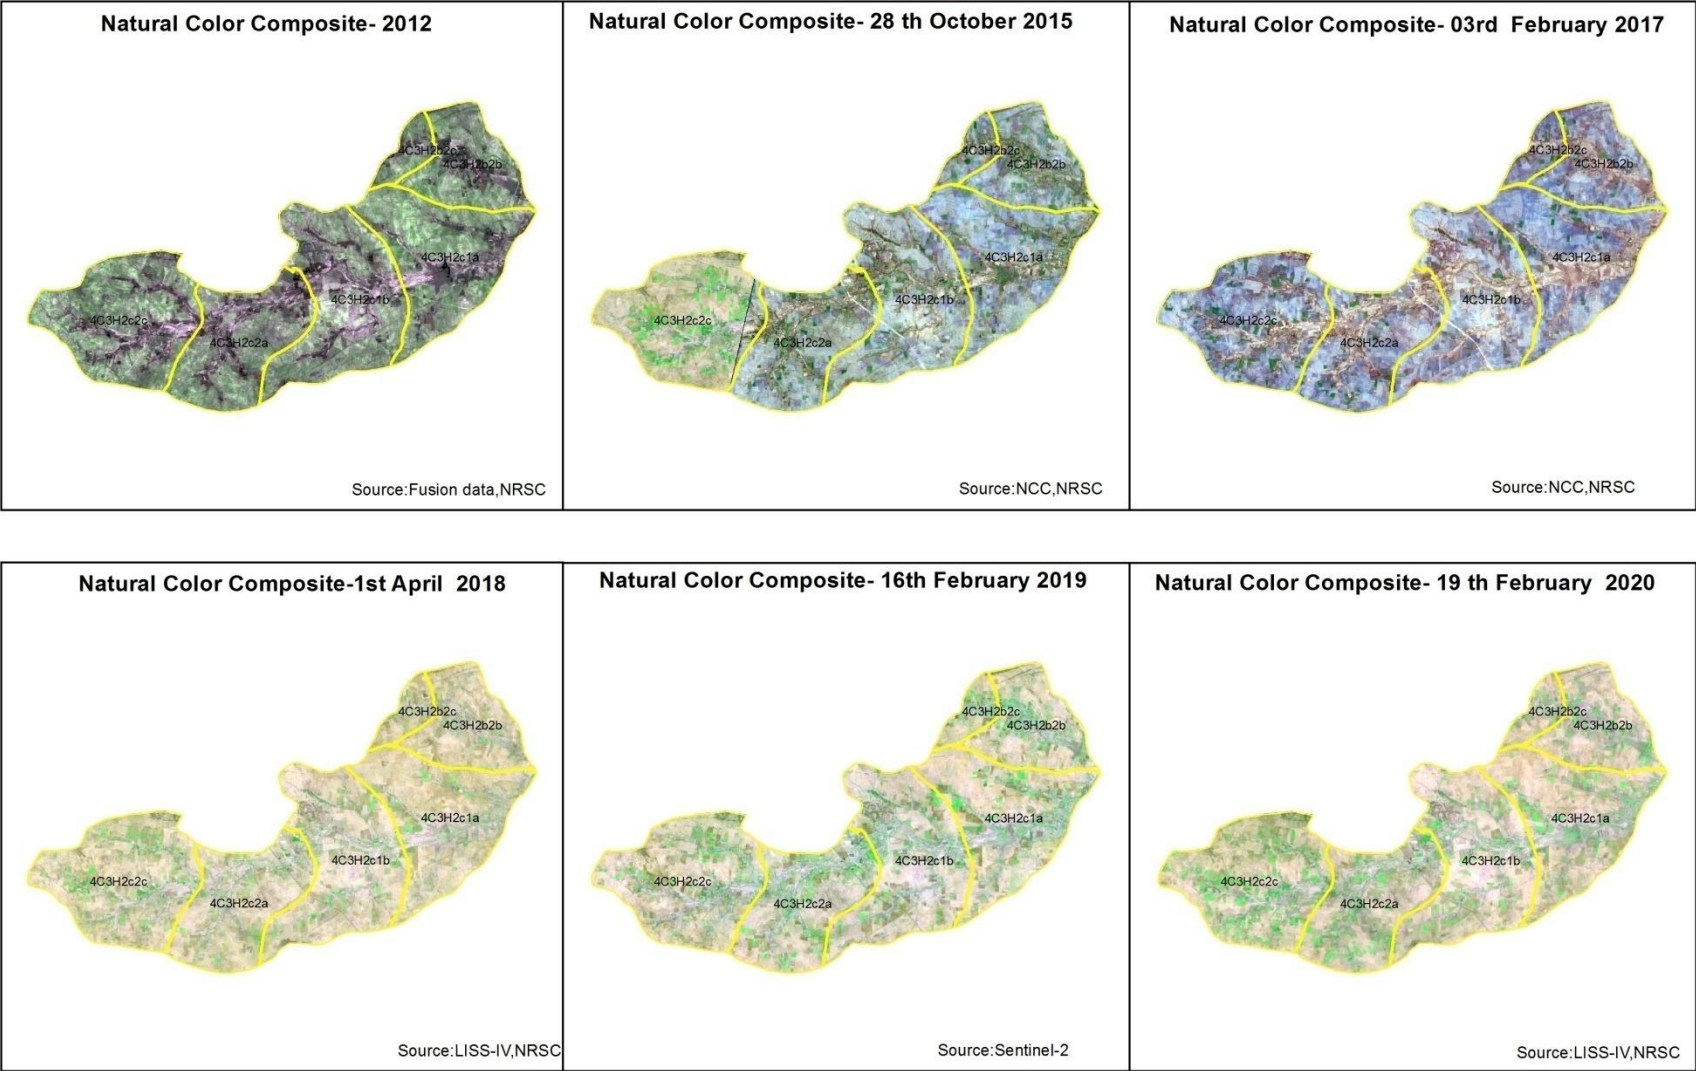 Natural Color Composite- 2012
4C3H2b2c
4C3H2b2b
4C3H2c1a
4C3H2c1b
4C3H2c2c
4C3H2c2a
Source:Fusion data,NRSC
Natural Color Composite- 28 th October 2015
4C3H2b2c
4C3H2b2b
4C3H2c1a
4C3H2c1b
4C3H2c2c
4C3H2c2a
Source:NCC,NRSC
Natural Color Composite- 03rd February 2017
4C3H2b2c
4C3H2b2b
4C3H2c1a
4C3H2c1b
4C3H2c2c
4C3H2c2a
Source:NCC,NRSC
Natural Color Composite-1st April 2018
4C3H2b2c
4C3H2b2b
4C3H2c1a
4C3H2c1b
4C3H2c2c
4C3H2c2a
Source:LISS-IV,NRSC
Natural Color Composite- 16th February 2019
4C3H2b2c
4C3H2b2b
4C3H2c1a
4C3H2c1b
4C3H2c2c
4C3H2c2a
Source:Sentinel-2
Natural Color Composite- 19 th February 2020
4C3H2b2c
4C3H2b2b
4C3H2c1a
4C3H2c1b
4C3H2c2c
4C3H2c2a
Source:LISS-IV,NRSC